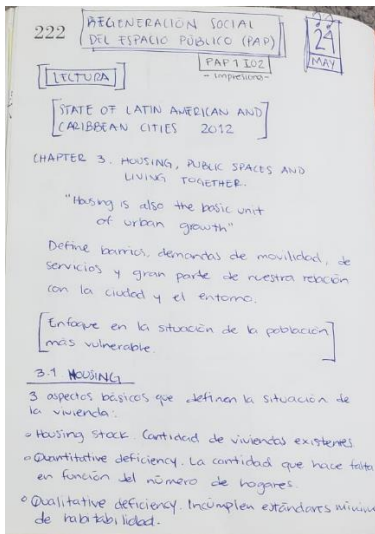 222
REGENERACIÓN SOCIAL
DEL ESPACIO PÚBLICO (PAP)
24
MAY
PAP 1 I02
LECTURA
STATE OF LATIN AMERICAN AND
CARIBBEAN CITIES 2012
CHAPTER 3. HOUSING, PUBLIC SPACES AND
LIVING TOGETHER.
"Housing is also the basic unit
of urban growth"
Define barrios, demandas de movilidad, de
servicios y gran parte de nuestra relación
con la ciudad y el entorno.
Enfoque en la situación de la población
más vulnerable.
3.1 HOUSING
3 aspectos básicos que definen la situación de
la vivienda:
Housing stock. Cantidad de viviendas existentes
Quantitative deficiency. La cantidad que hace falta
en función del número de hogares.
Qualitative deficiency. Incumplen estándares
de habitabilidad.